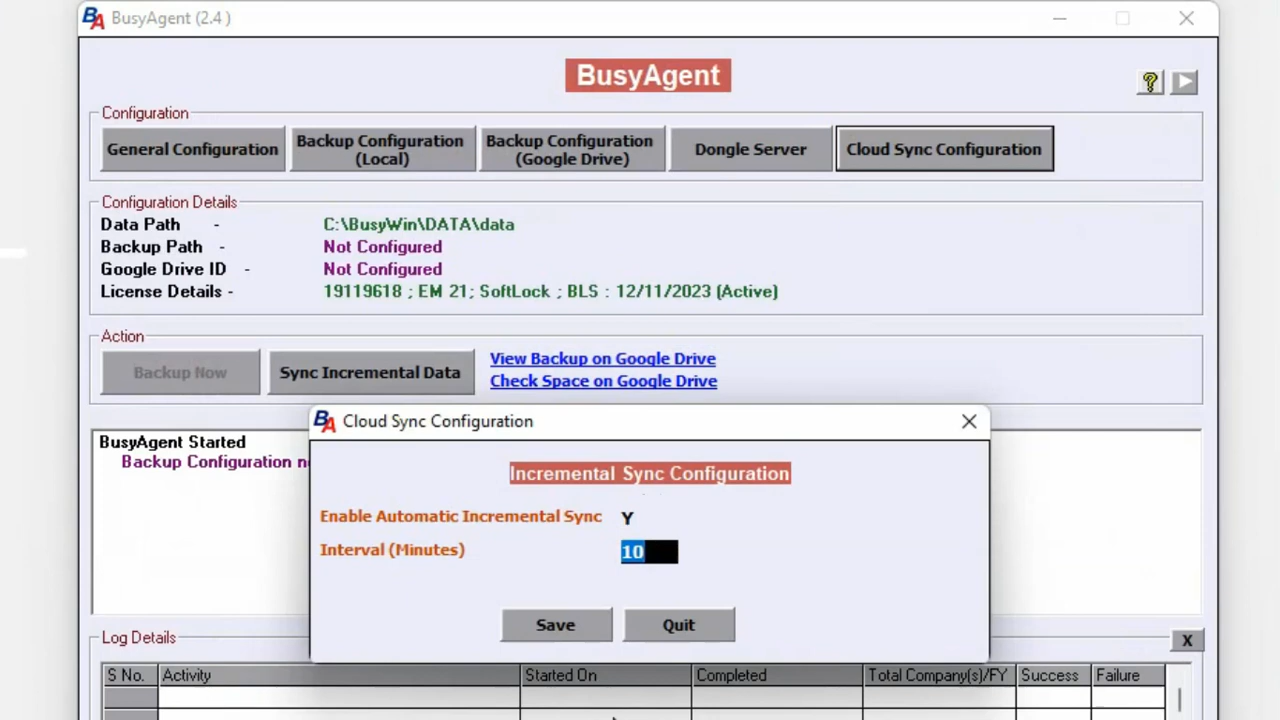 BA BusyAgent (2.4 )
BusyAgent
?
Configuration
General Configuration
Backup Configuration
(Local)
Backup Configuration
(Google Drive)
Dongle Server
Cloud Sync Configuration
Configuration Details
Data Path - C:\BusyWin\DATA\data
Backup Path - Not Configured
Google Drive ID - Not Configured
License Details - 19119618 ; EM 21; SoftLock ; BLS : 12/11/2023 (Active)
Action
Backup Now
Sync Incremental Data
View Backup on Google Drive
Check Space on Google Drive
BusyAgent Started
Backup Configuration
BA Cloud Sync Configuration
Incremental Sync Configuration
Enable Automatic Incremental Sync Y
Interval (Minutes) 10
Save Quit
Log Details
X
S No. Activity Started On Completed Total Company(s)/FY Success Failure